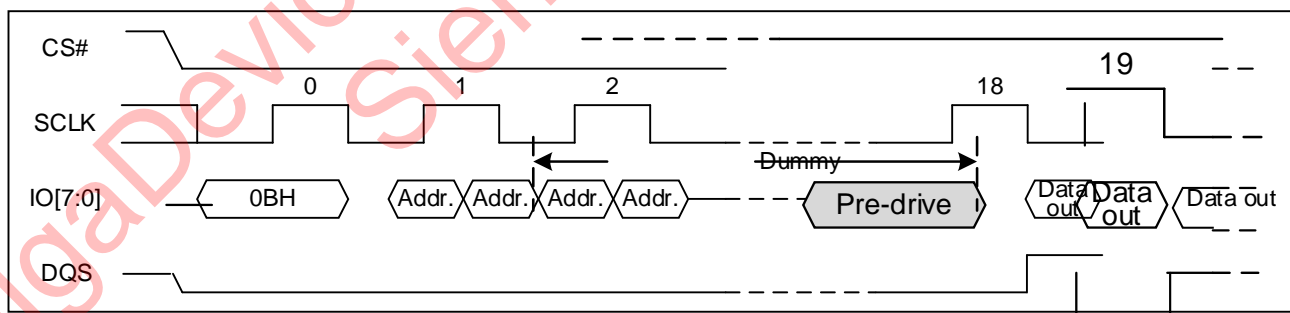 CS#
19
0 1 2 18
SCLK
Dummy
IO[7:0] 0BH Addr. Addr. Addr. Addr. Pre-drive Data out Data out Data out
DQS